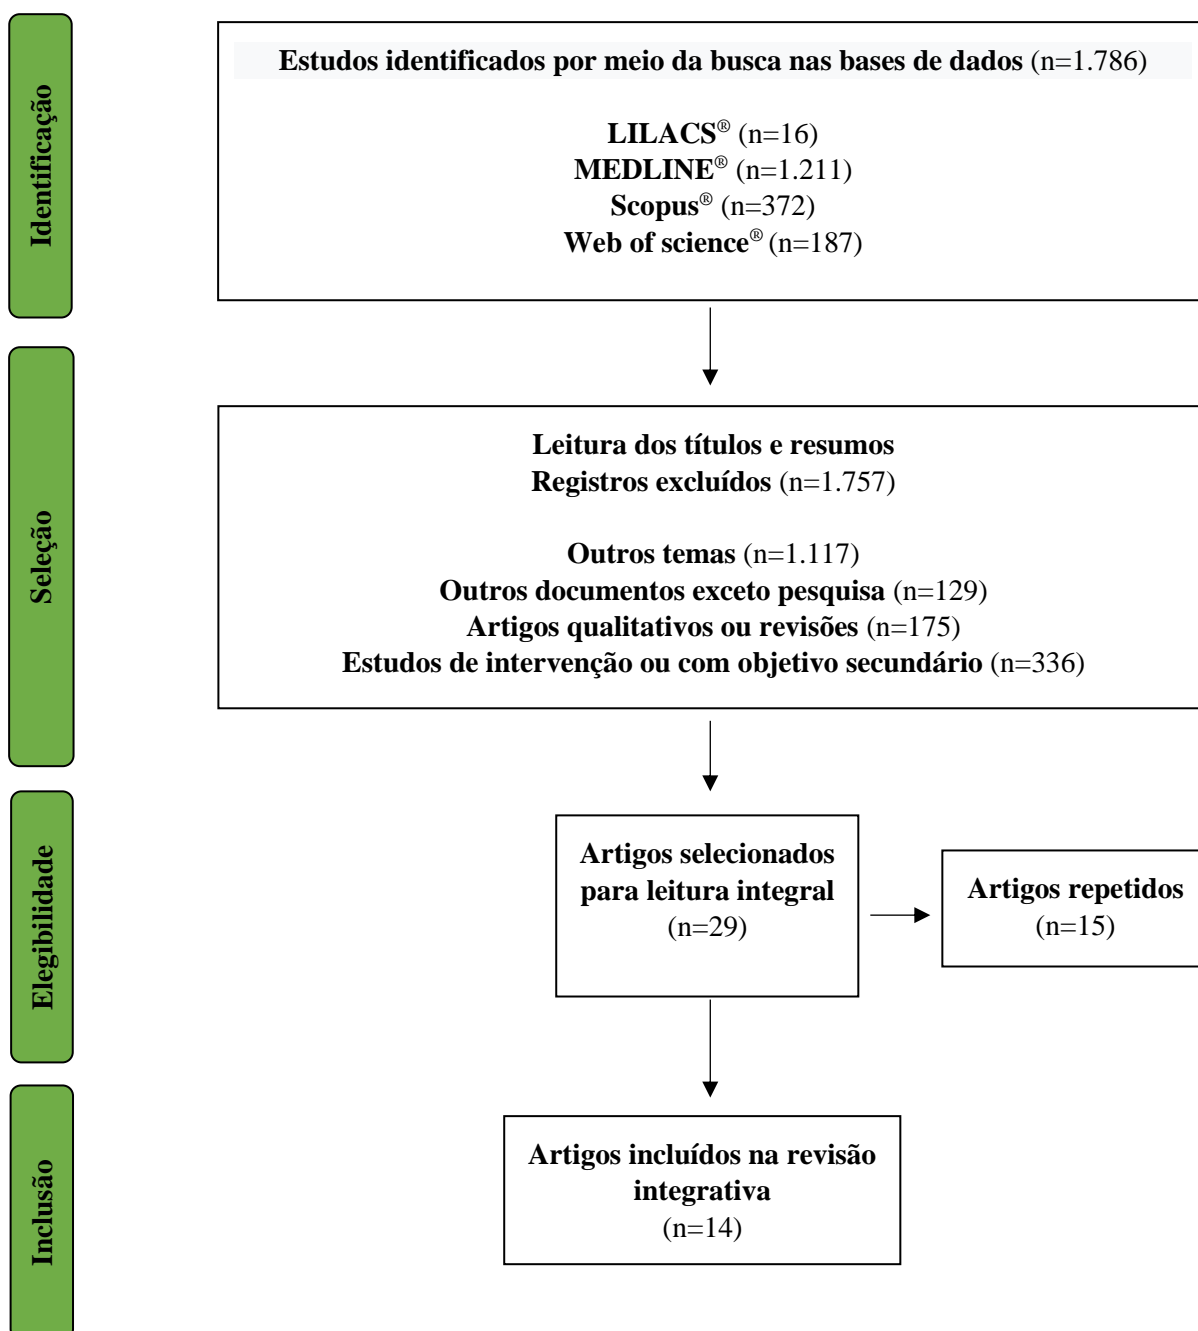 Identificação
Estudos identificados por meio da busca nas bases de dados (n=1.786)
LILACS® (n=16)
MEDLINE® (n=1.211)
Scopus® (n=372)
Web of science® (n=187)
Seleção
Leitura dos títulos e resumos
Registros excluídos (n=1.757)
Outros temas (n=1.117)
Outros documentos exceto pesquisa (n=129)
Artigos qualitativos ou revisões (n=175)
Estudos de intervenção ou com objetivo secundário (n=336)
Elegibilidade
Artigos selecionados
para leitura integral
(n=29)
Artigos repetidos
(n=15)
Inclusão
Artigos incluídos na revisão
integrativa
(n=14)